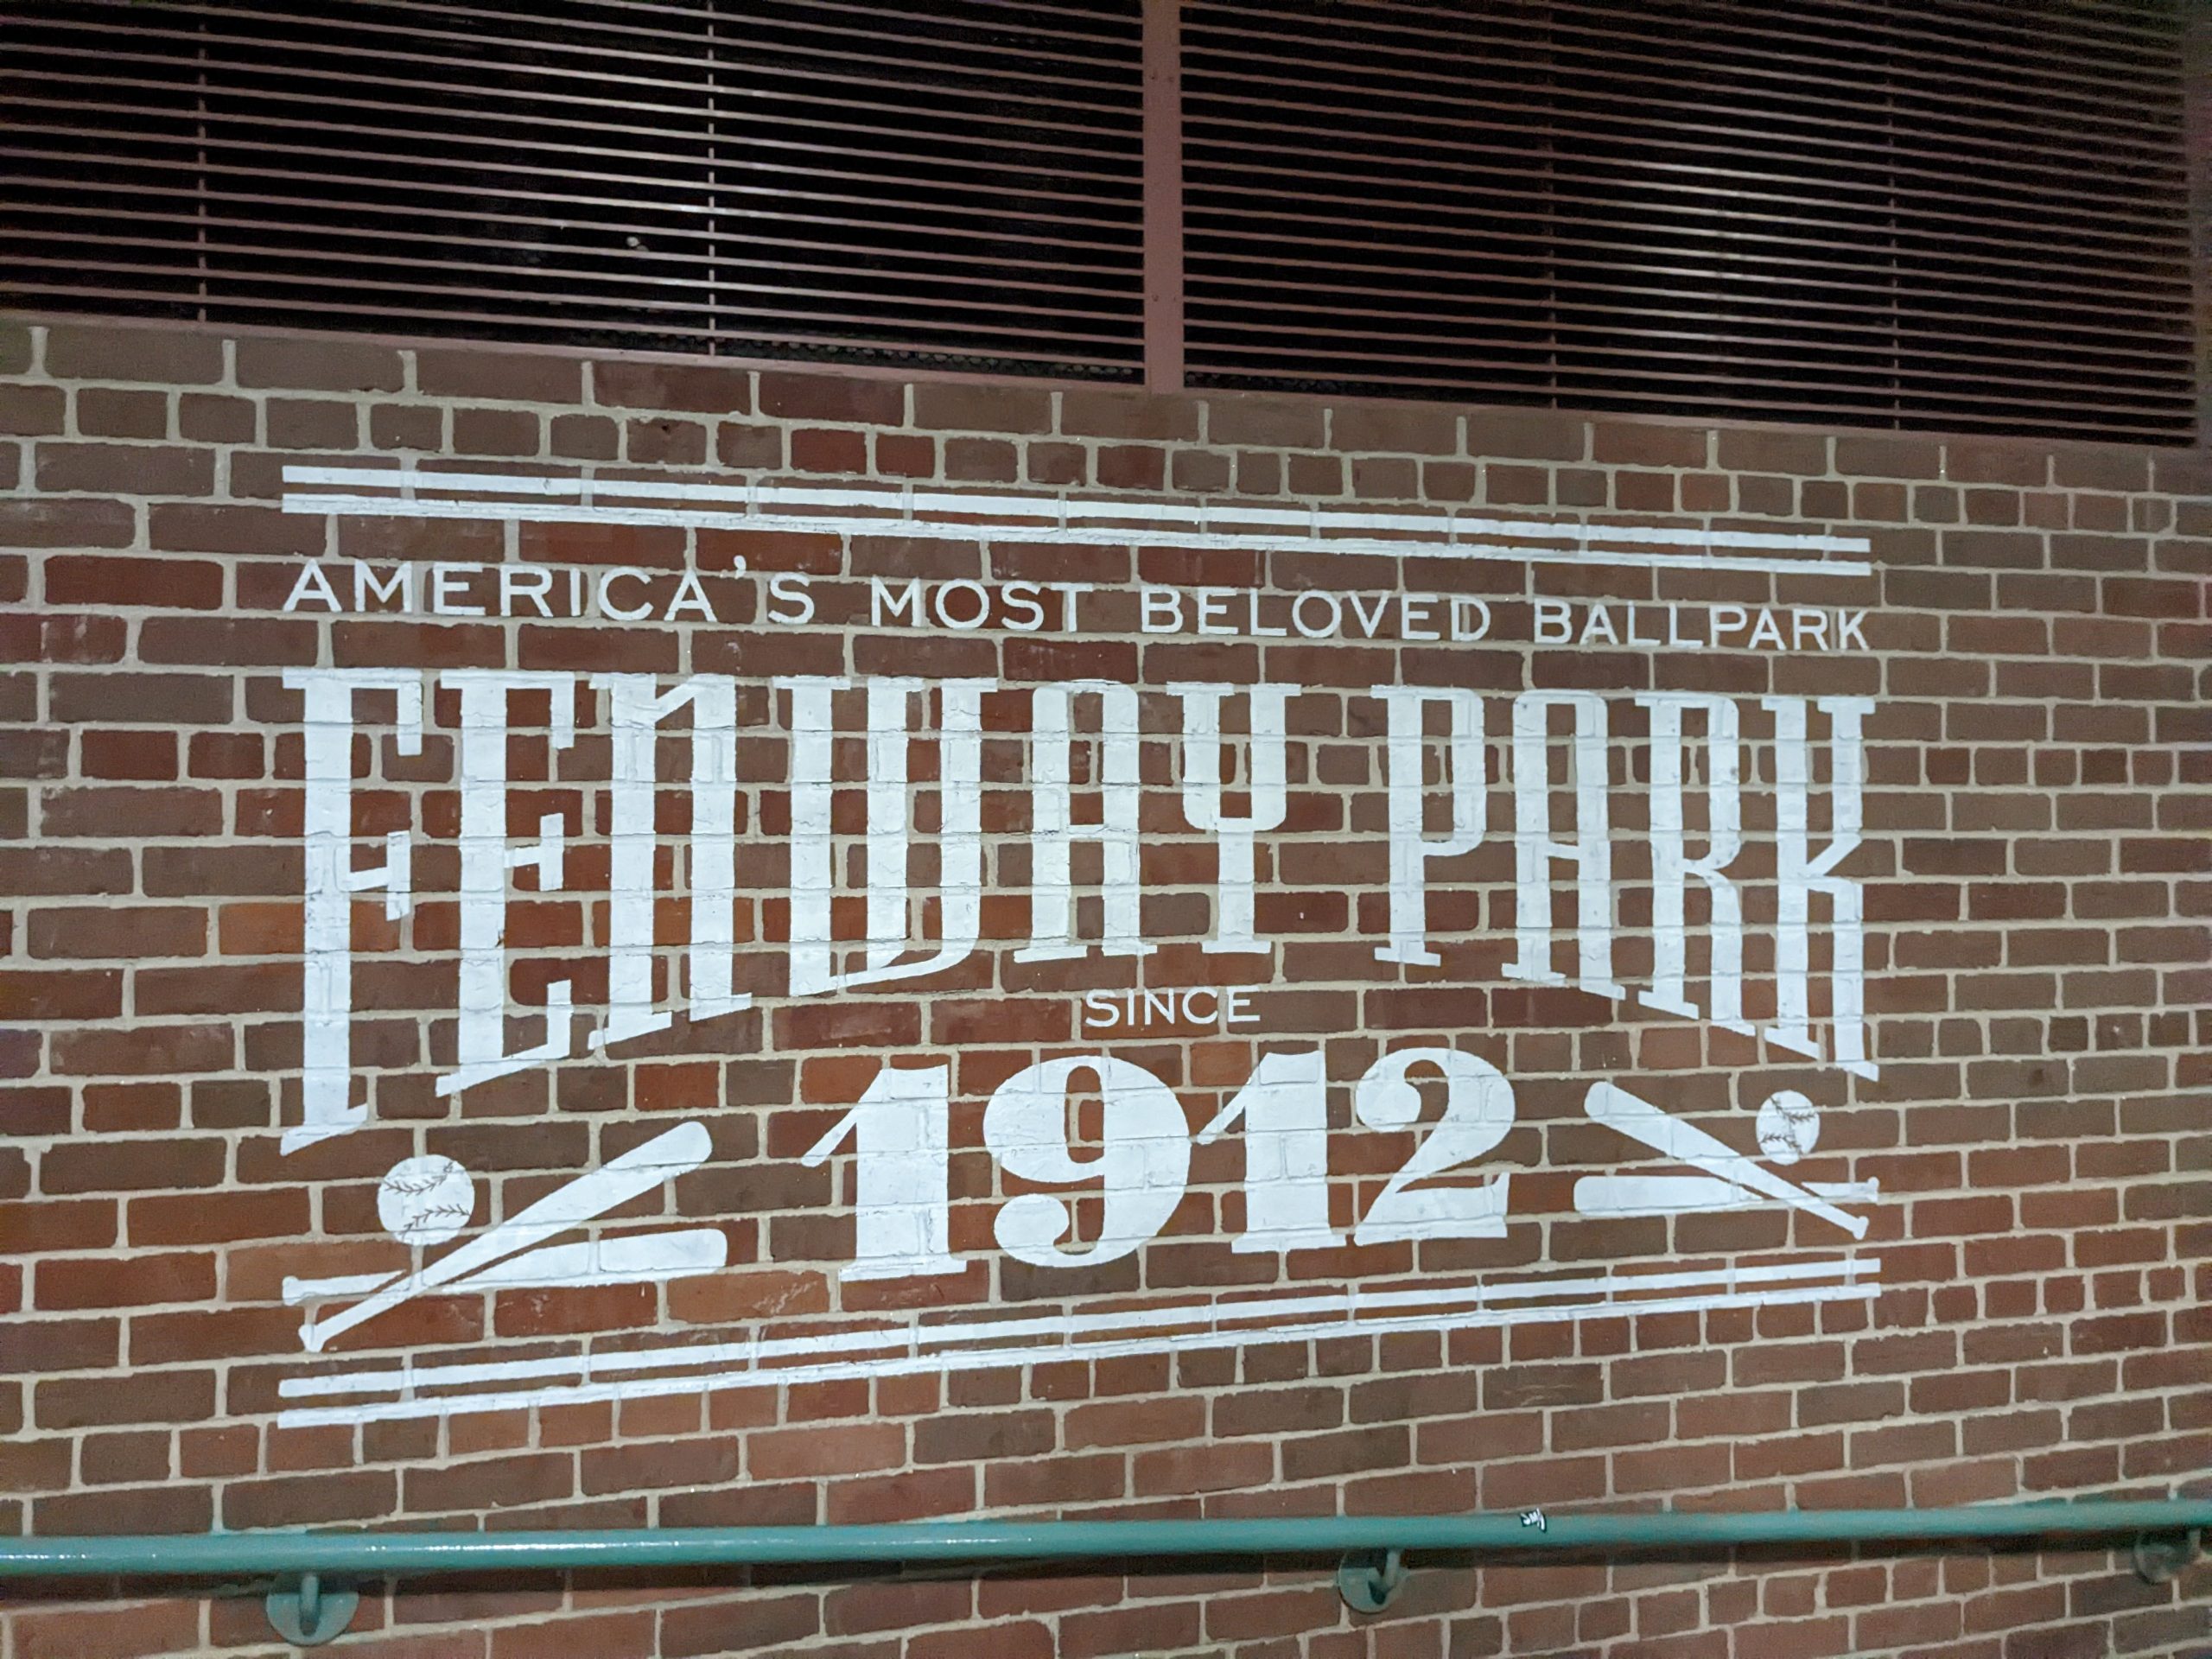 AMERICA'S MOST BELOVED BALLPARK
FENWAY PARK
SINCE
1912